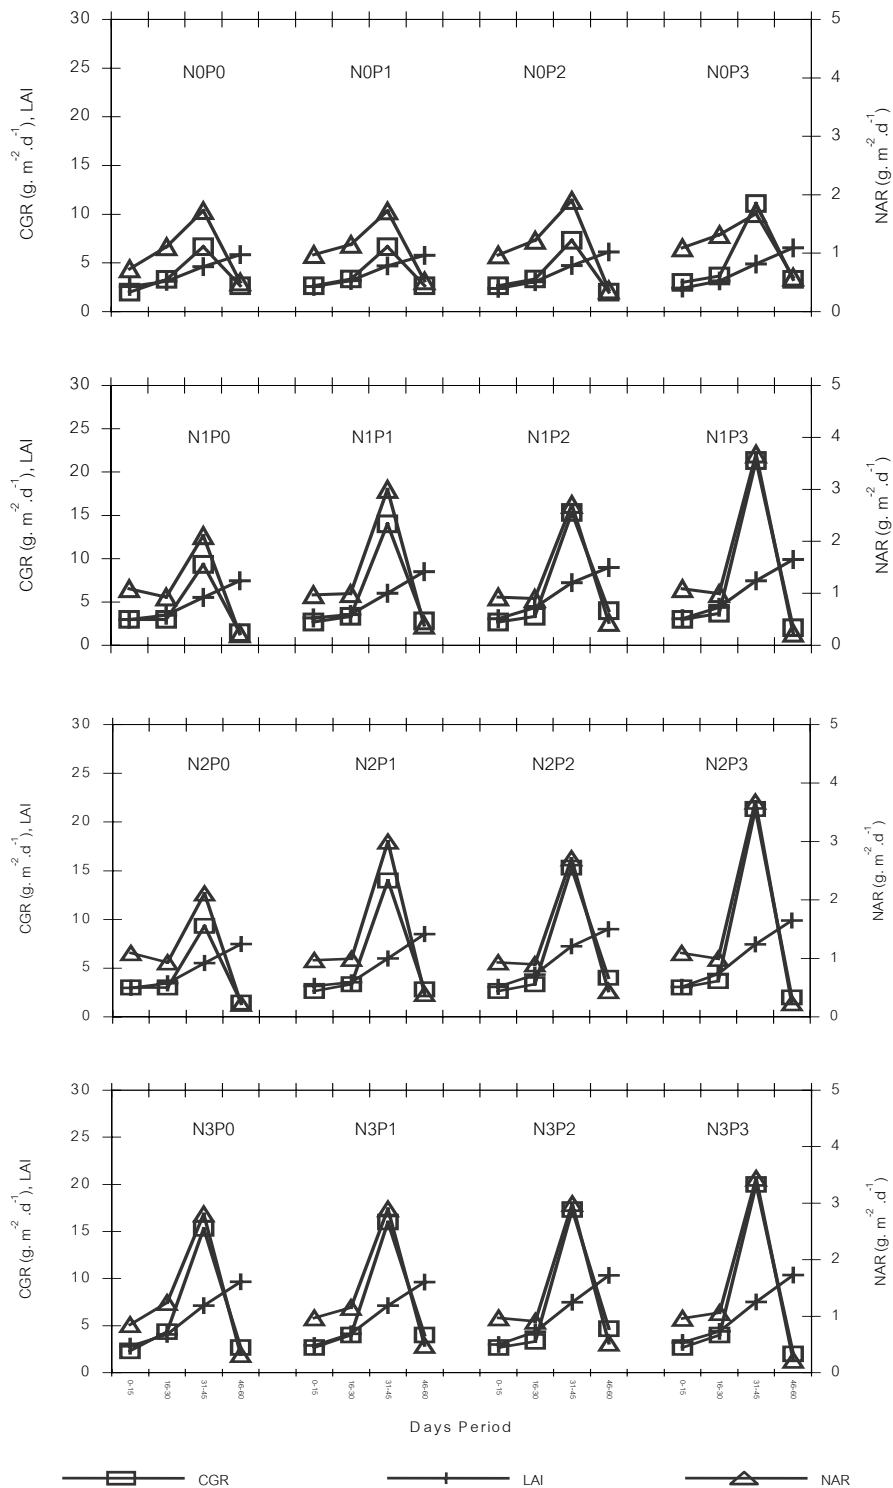 30 5
25 N0P0 N0P1 N0P2 N0P3 4
20
15 3
10 2
5 1
0 0
CGR (g. m⁻².d⁻¹), LAI
NAR (g. m⁻².d⁻¹)
30 5
25 N1P0 N1P1 N1P2 N1P3 4
20 3
15
10 2
5 1
0 0
CGR (g. m⁻².d⁻¹), LAI
NAR (g. m⁻².d⁻¹)
30 5
25 N2P0 N2P1 N2P2 N2P3 4
20 3
15
10 2
5 1
0 0
CGR (g. m⁻².d⁻¹), LAI
NAR (g. m⁻².d⁻¹)
30 5
25 N3P0 N3P1 N3P2 N3P3 4
20 3
15
10 2
5 1
0 0
CGR (g. m⁻².d⁻¹), LAI
NAR (g. m⁻².d⁻¹)
0-15 16-30 31-45 46-60 0-15 16-30 31-45 46-60 0-15 16-30 31-45 46-60 0-15 16-30 31-45 46-60
Days Period
CGR LAI NAR